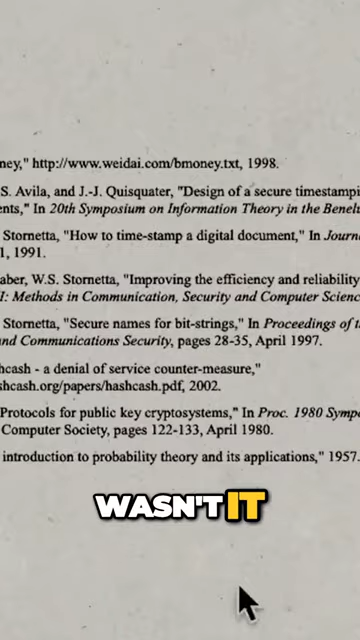 ney," http://www.weidai.com/bmoney.txt, 1998.
S. Avila, and J.-J. Quisquater, "Design of a secure timestampi
ents," In 20th Symposium on Information Theory in the Benel
Stornetta, "How to time-stamp a digital document," In Journ
1, 1991.
aber, W.S. Stornetta, "Improving the efficiency and reliability
I: Methods in Communication, Security and Computer Scienc
Stornetta, "Secure names for bit-strings," In Proceedings of t
and Communications Security, pages 28-35, April 1997.
hcash - a denial of service counter-measure,"
shcash.org/papers/hashcash.pdf, 2002.
Protocols for public key cryptosystems," In Proc. 1980 Sympo
Computer Society, pages 122-133, April 1980.
introduction to probability theory and its applications," 1957.
WASN'T IT